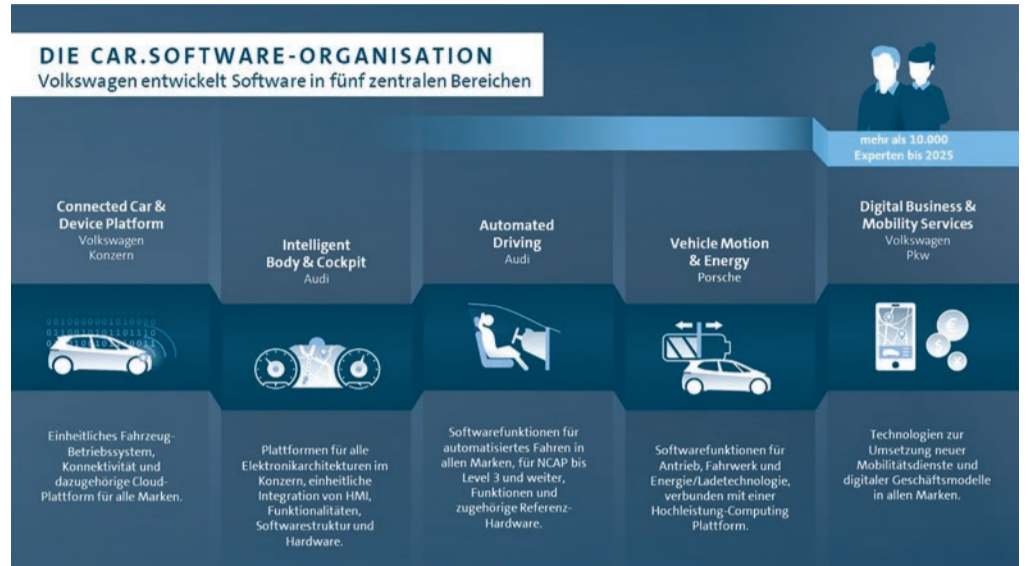 DIE CAR.SOFTWARE-ORGANISATION
Volkswagen entwickelt Software in fünf zentralen Bereichen
mehr als 10.000
Experten bis 2025
Connected Car &
Device Platform
Volkswagen
Konzern
Einheitliches Fahrzeug-
Betriebssystem,
Konnektivität und
dazugehörige Cloud-
Plattform für alle Marken.
Intelligent
Body & Cockpit
Audi
Plattformen für alle
Elektronikarchitekturen im
Konzern, einheitliche
Integration von HMI,
Funktionalitäten,
Softwarestruktur und
Hardware.
Automated
Driving
Audi
Softwarefunktionen für
automatisiertes Fahren in
allen Marken, für NCAP bis
Level 3 und weiter,
Funktionen und
zugehörige Referenz-
Hardware.
Vehicle Motion
& Energy
Porsche
Softwarefunktionen für
Antrieb, Fahrwerk und
Energie/Ladetechnologie,
verbunden mit einer
Hochleistung-Computing
Plattform.
Digital Business &
Mobility Services
Volkswagen
Pkw
€
$
¥
Technologien zur
Umsetzung neuer
Mobilitätsdienste und
digitaler Geschäftsmodelle
in allen Marken.